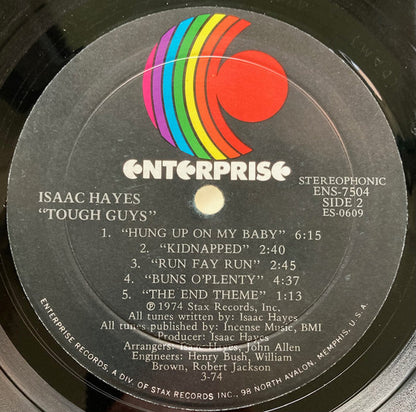 ENTERPRISE
STEREOPHONIC
ENS-7504
SIDE 2
ES-0609
ISAAC HAYES
"TOUGH GUYS"
1. "HUNG UP ON MY BABY" 6:15
2. "KIDNAPPED" 2:40
3. "RUN FAY RUN" 2:45
4. "BUNS O'PLENTY" 4:37
5. "THE END THEME" 1:13
℗ 1974 Stax Records, Inc.
All tunes written by: Isaac Hayes
All tunes published by: Incense Music, BMI
Producer: Isaac Hayes
Arrangers: Isaac Hayes, John Allen
Engineers: Henry Bush, William
Brown, Robert Jackson
3-74
ENTERPRISE RECORDS, A DIV. OF STAX RECORDS INC., 98 NORTH AVALON, MEMPHIS, U.S.A.